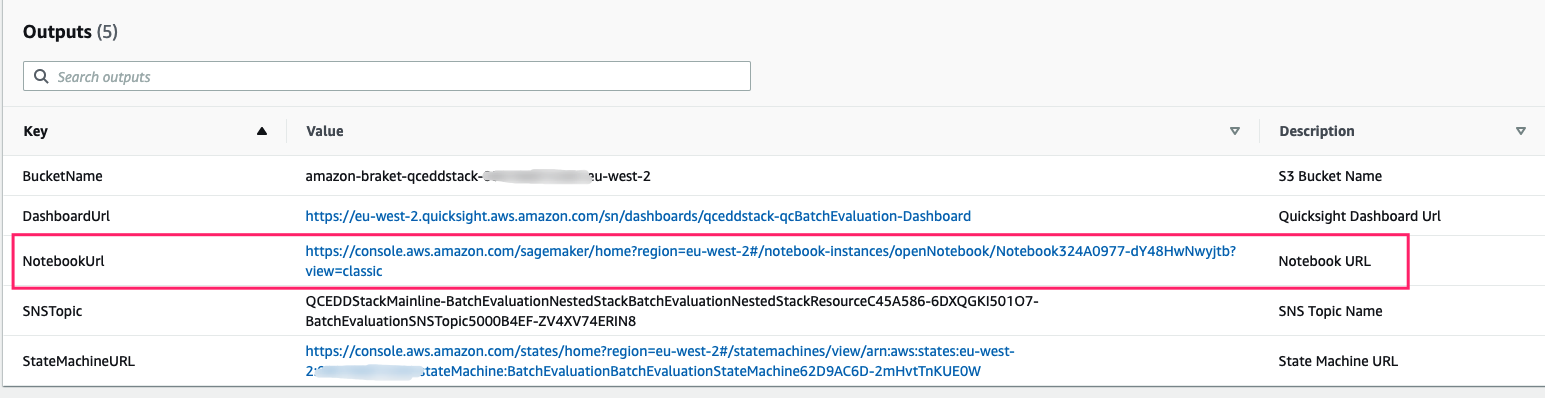 Outputs (5)
Search outputs
Key Value Description
BucketName amazon-braket-qceddstack- eu-west-2 S3 Bucket Name
DashboardUrl https://eu-west-2.quicksight.aws.amazon.com/sn/dashboards/qceddstack-qcBatchEvaluation-Dashboard Quicksight Dashboard Url
NotebookUrl https://console.aws.amazon.com/sagemaker/home?region=eu-west-2#/notebook-instances/openNotebook/Notebook324A0977-dY48HwNwyjtb? Notebook URL
view=classic
SNSTopic QCEDDStackMainline-BatchEvaluationNestedStackBatchEvaluationNestedStackResourceC45A586-6DXQGKI501O7- SNS Topic Name
BatchEvaluationSNSTopic5000B4EF-ZV4XV74ERIN8
StateMachineURL https://console.aws.amazon.com/states/home?region=eu-west-2#/statemachines/view/arn:aws:states:eu-west- State Machine URL
2: stateMachine:BatchEvaluationBatchEvaluationStateMachine62D9AC6D-2mHvtTnKUE0W